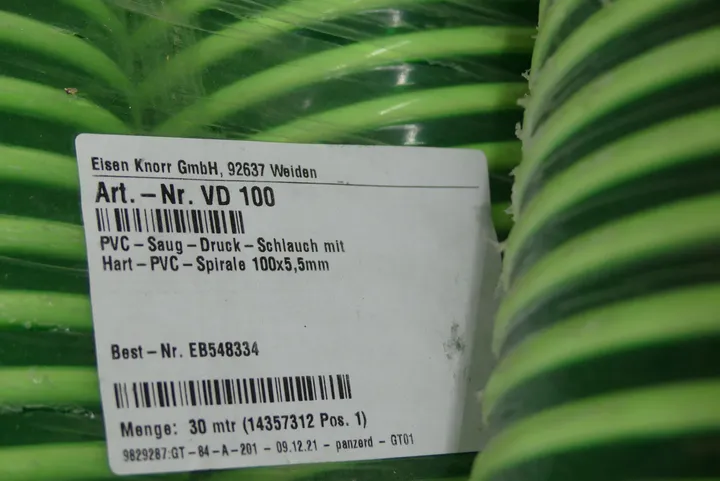 Eisen Knorr GmbH, 92637 Weiden
Art.-Nr. VD 100
PVC-Saug-Druck-Schlauch mit
Hart-PVC-Spirale 100x5,5mm
Best-Nr. EB548334
Menge: 30 mtr (14357312 Pos. 1)
9829287:GT-84-A-201 - 09.12.21 - panzerd - GT01